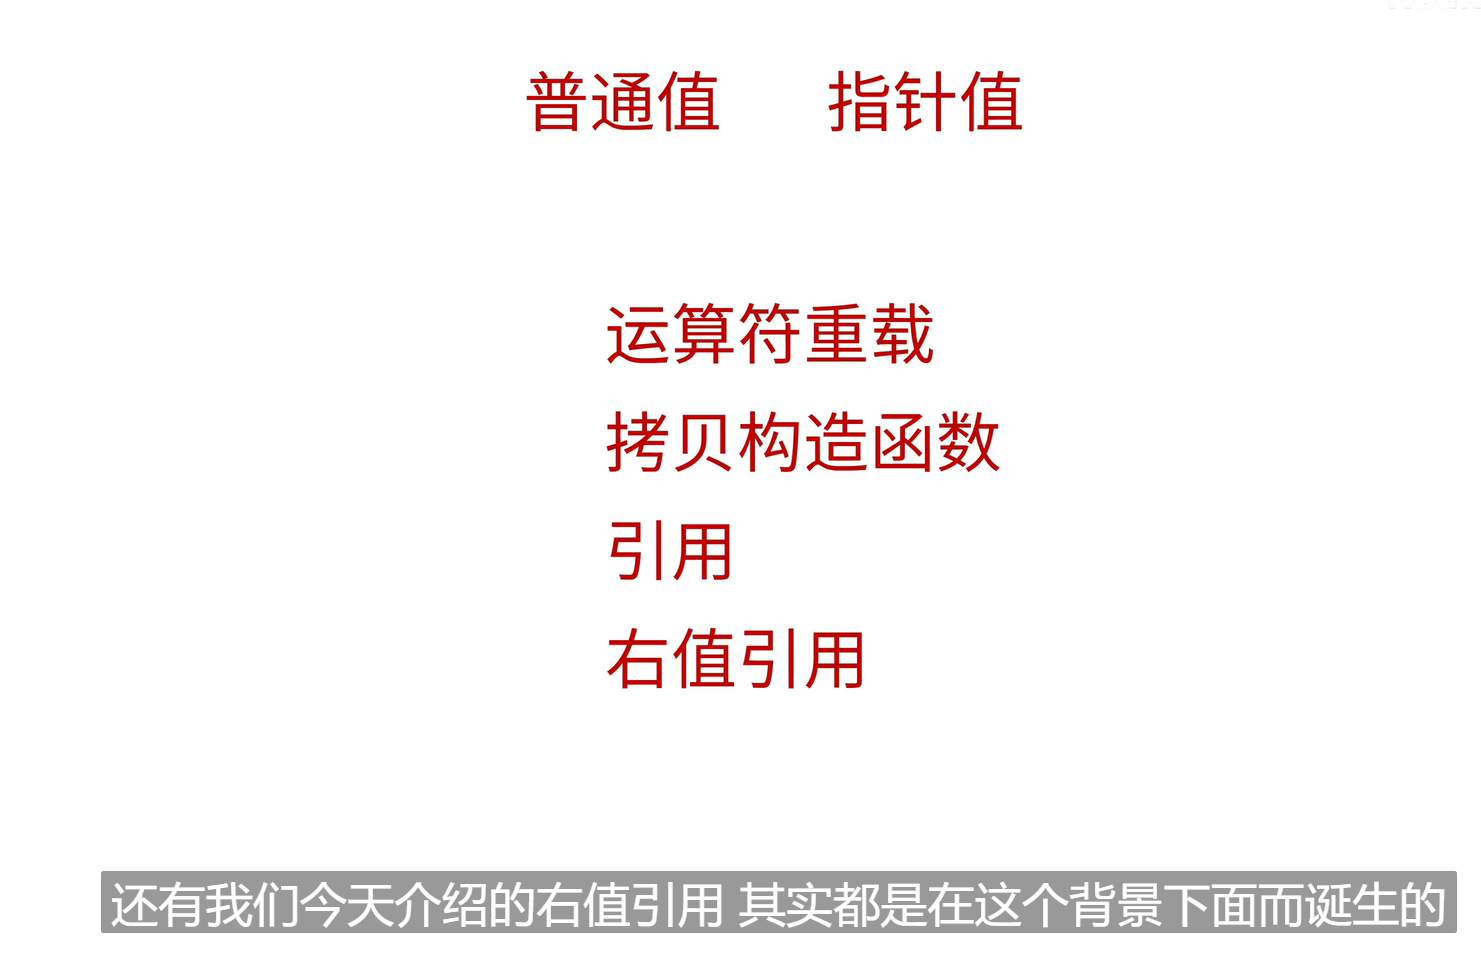 普通值 指针值
运算符重载
拷贝构造函数
引用
右值引用
还有我们今天介绍的右值引用 其实都是在这个背景下面而诞生的